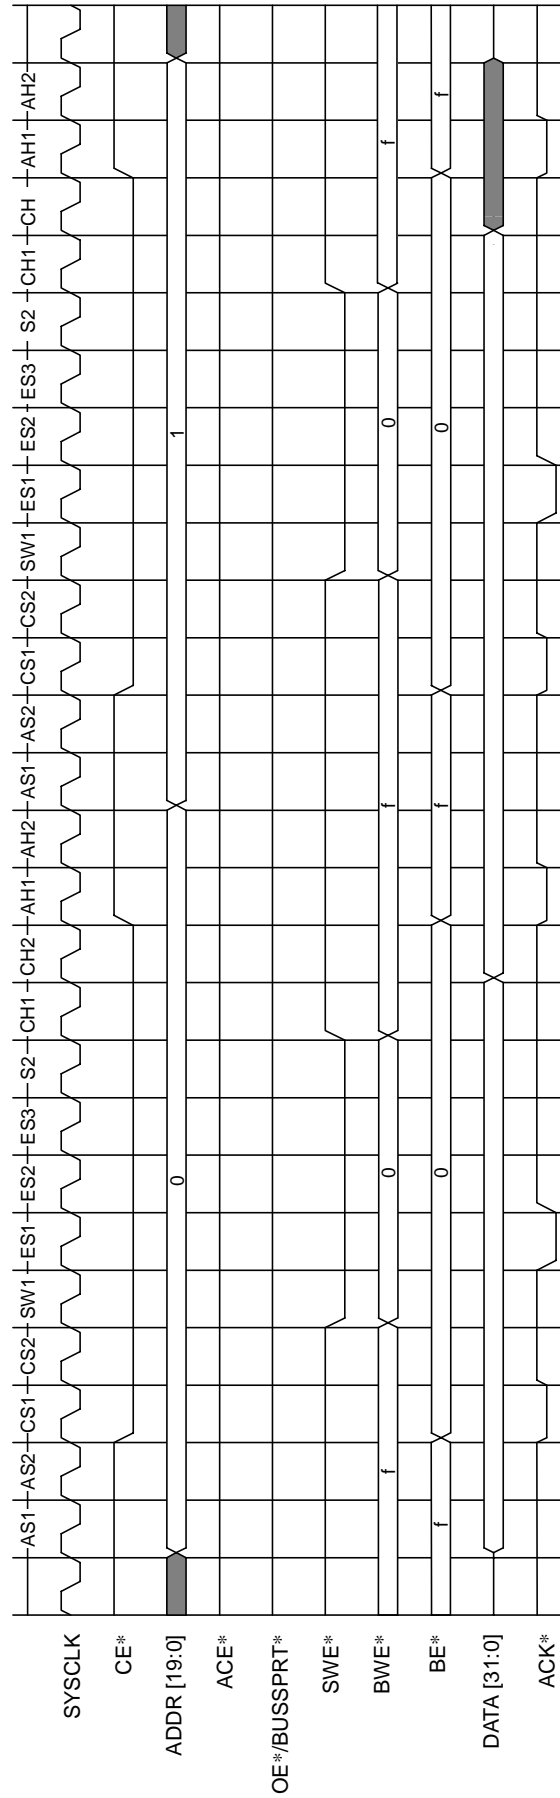 AS1 AS2 CS1 CS2 SW1 ES1 ES2 ES3 S2 CH1 CH2 AH1 AH2 AS1 AS2 CS1 CS2 SW1 ES1 ES2 ES3 S2 CH1 CH AH1 AH2
SYSCLK
CE*
ADDR [19:0] 0 1
ACE*
OE*/BUSSPRT*
SWE*
BWE* f 0 f 0 f
BE* f 0 f 0 f
DATA [31:0]
ACK*